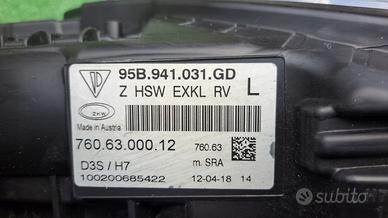 95B.941.031.GD
Z HSW EXKL RV L
ZKW
Made in Austria
760.63.000.12 760.63
D3S / H7 m. SRA
100200685422 12-04-18 14
subito